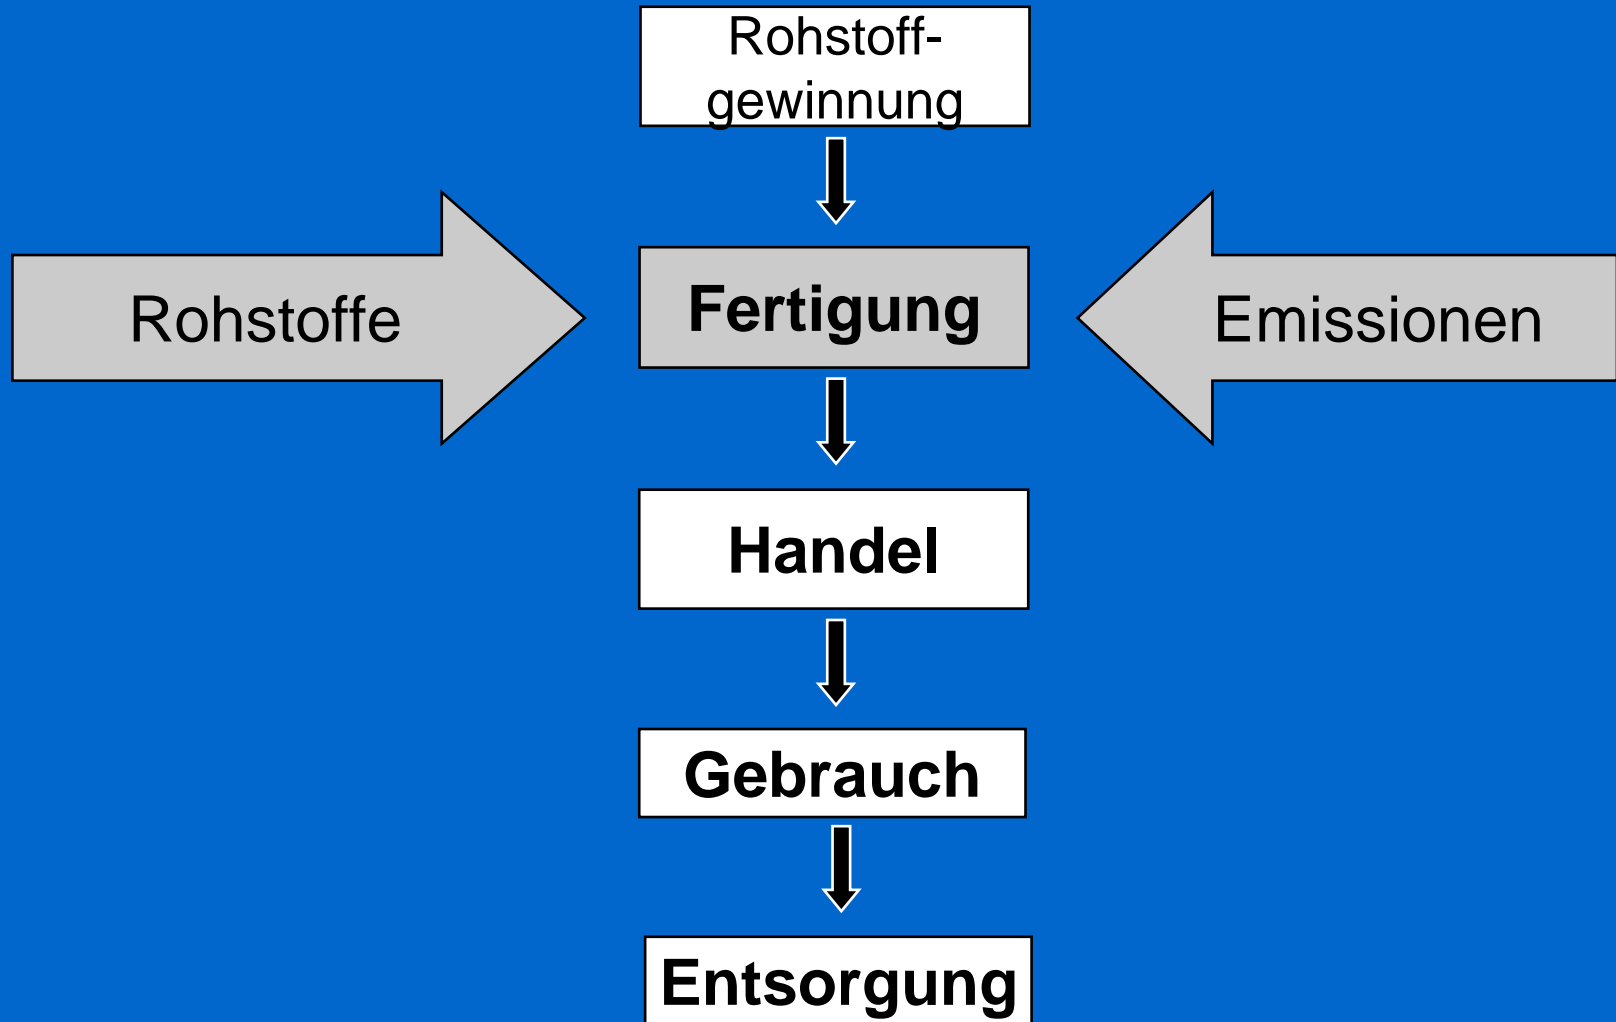 Rohstoff-
gewinnung
Rohstoffe
Fertigung
Emissionen
Handel
Gebrauch
Entsorgung